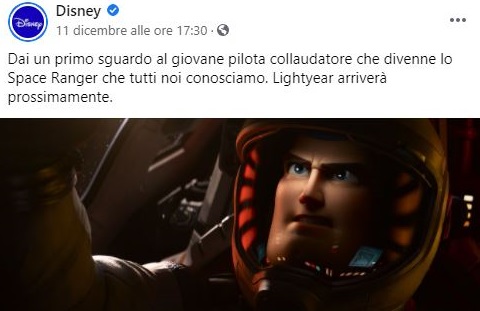 Disney
Disney
11 dicembre alle ore 17:30 ·
Dai un primo sguardo al giovane pilota collaudatore che divenne lo
Space Ranger che tutti noi conosciamo. Lightyear arriverà
prossimamente.